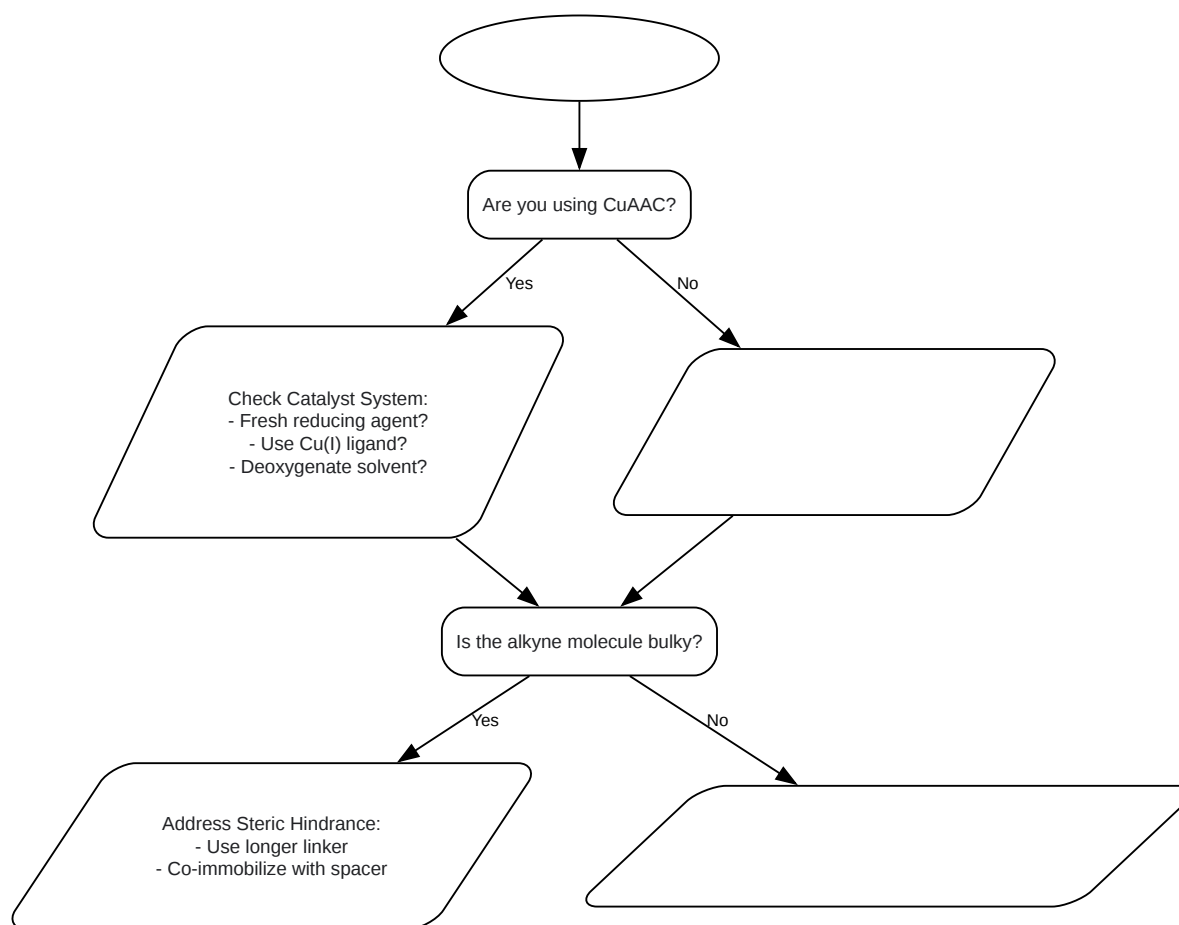 Are you using CuAAC?
Yes
No
Check Catalyst System:
- Fresh reducing agent?
- Use Cu(I) ligand?
- Deoxygenate solvent?
Is the alkyne molecule bulky?
Yes
No
Address Steric Hindrance:
- Use longer linker
- Co-immobilize with spacer